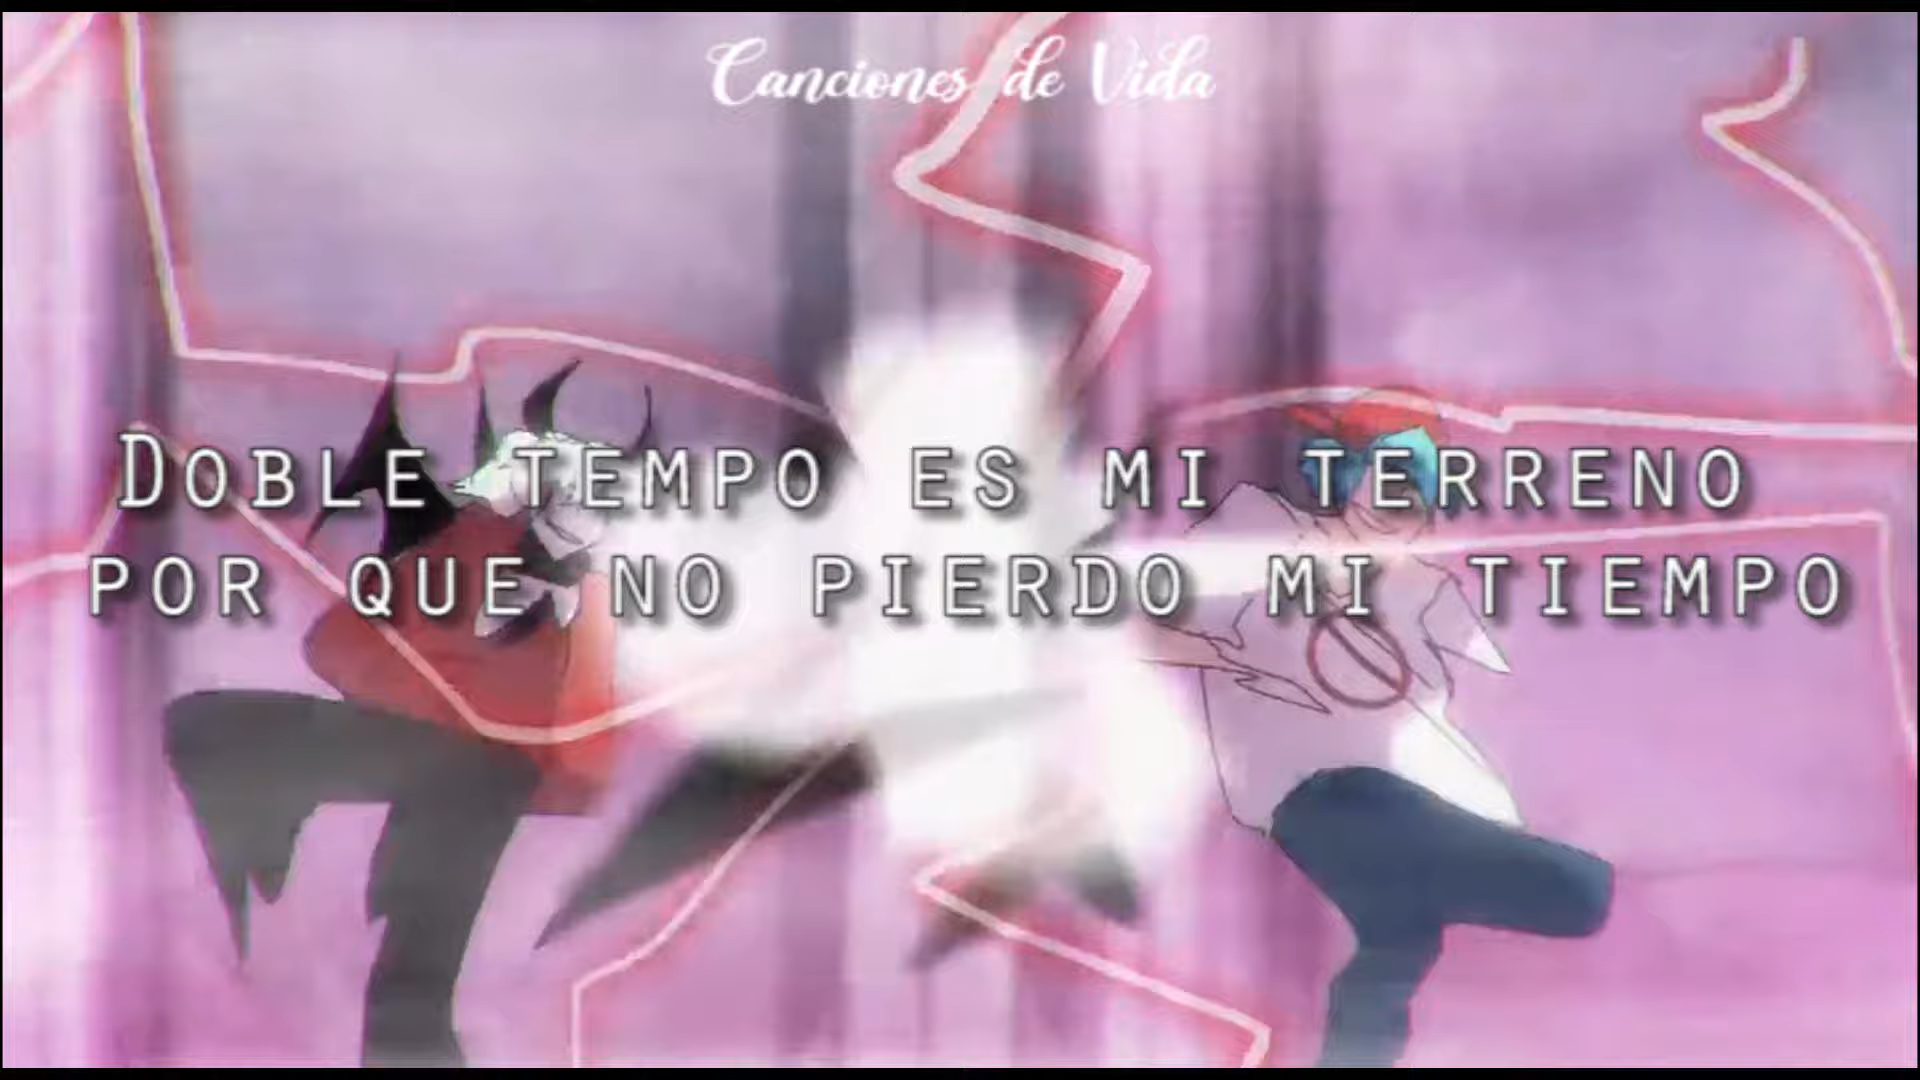 Canciones de Vida
DOBLE TEMPO ES MI TERRENO
POR QUE NO PIERDO MI TIEMPO